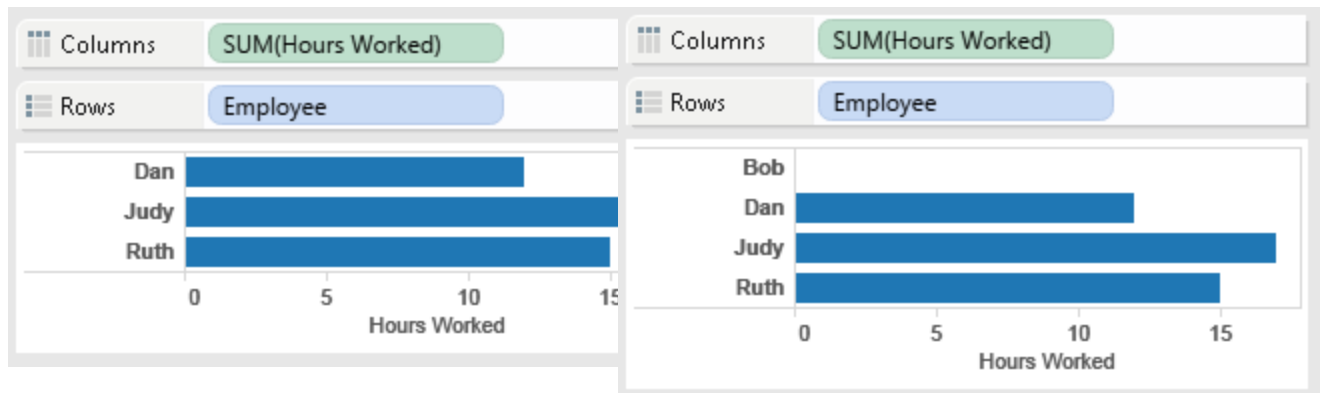 Columns SUM(Hours Worked)
Rows Employee
Dan
Judy
Ruth
0 5 10 15
Hours Worked
Columns SUM(Hours Worked)
Rows Employee
Bob
Dan
Judy
Ruth
0 5 10 15
Hours Worked